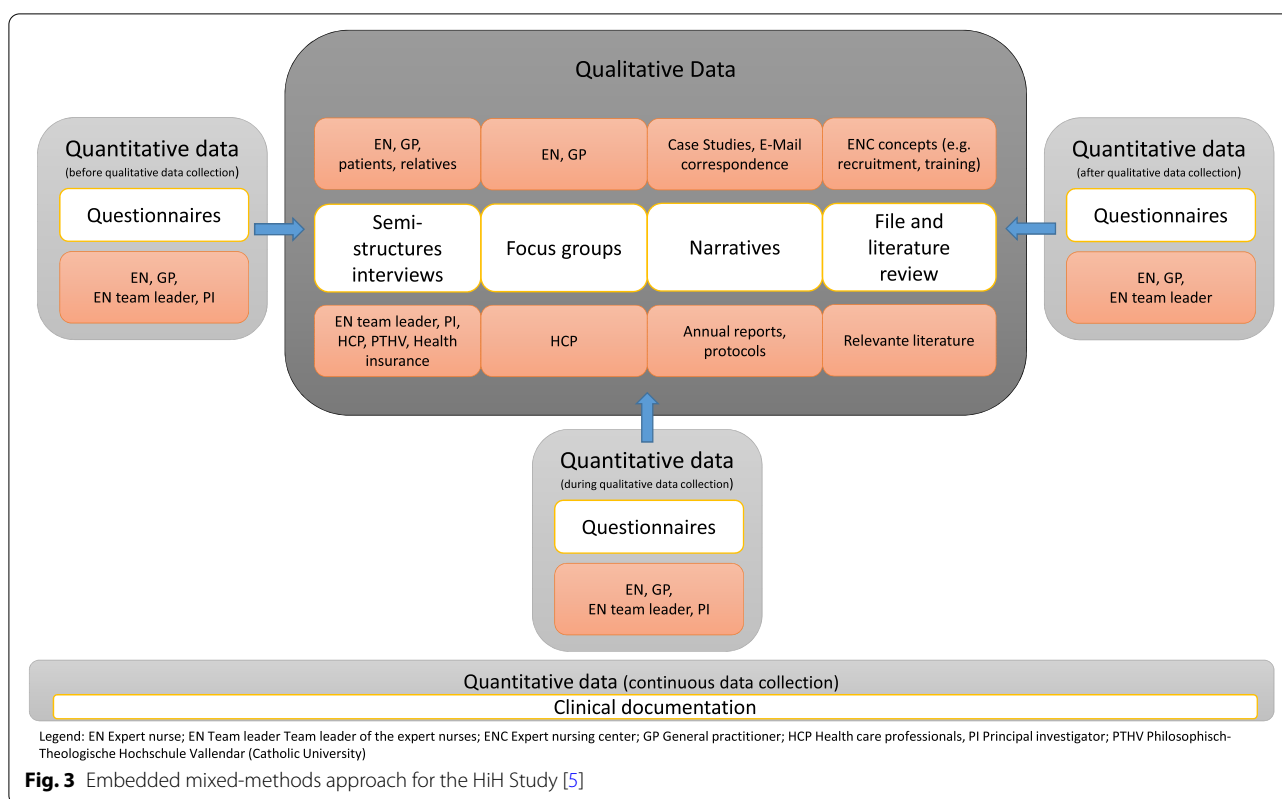 Qualitative Data
Quantitative data
(before qualitative data collection)
Questionnaires
EN, GP,
EN team leader, PI
EN, GP,
patients, relatives
EN, GP
Case Studies, E-Mail
correspondence
ENC concepts (e.g.
recruitment, training)
Semi-
structures
interviews
Focus groups
Narratives
File and
literature
review
EN team leader, PI,
HCP, PTHV, Health
insurance
HCP
Annual reports,
protocols
Relevante literature
Quantitative data
(after qualitative data collection)
Questionnaires
EN, GP,
EN team leader
Quantitative data
(during qualitative data collection)
Questionnaires
EN, GP,
EN team leader, PI
Quantitative data (continuous data collection)
Clinical documentation
Legend: EN Expert nurse; EN Team leader Team leader of the expert nurses; ENC Expert nursing center; GP General practitioner; HCP Health care professionals, PI Principal investigator; PTHV Philosophisch-
Theologische Hochschule Vallendar (Catholic University)
Fig. 3 Embedded mixed-methods approach for the HiH Study [5]